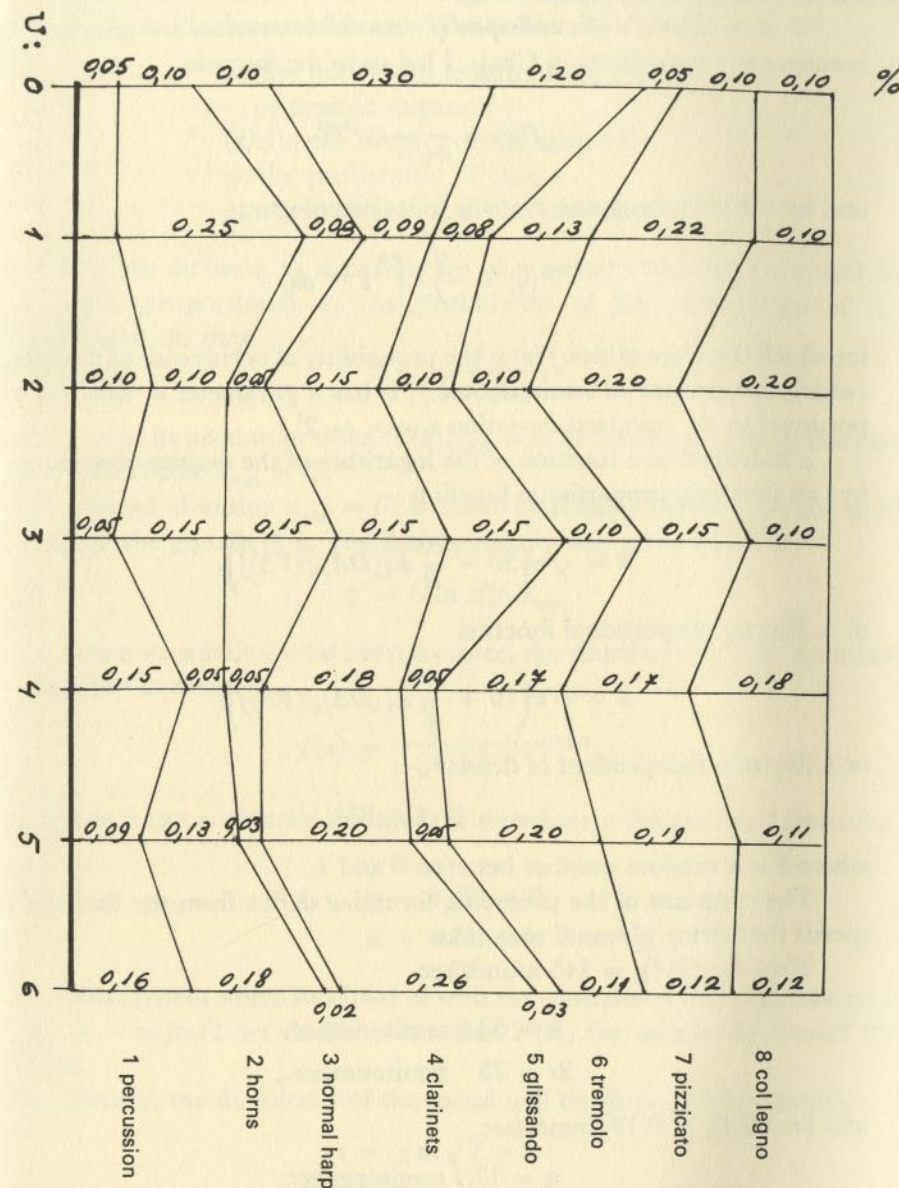 U:
0,05 0,10 0,10 0,30 0,20 0,05 0,10 0,10 %
0
0,25 0,08 0,09 0,08 0,13 0,22 0,10
1
0,10 0,10 0,05 0,15 0,10 0,10 0,20 0,20
2
0,05 0,15 0,15 0,15 0,15 0,10 0,15 0,10
3
0,15 0,05 0,05 0,18 0,05 0,17 0,17 0,18
4
0,09 0,13 0,03 0,20 0,05 0,20 0,19 0,11
5
0,16 0,18 0,02 0,26 0,03 0,11 0,12 0,12
6
1 percussion
2 horns
3 normal harp
4 clarinets
5 glissando
6 tremolo
7 pizzicato
8 col legno